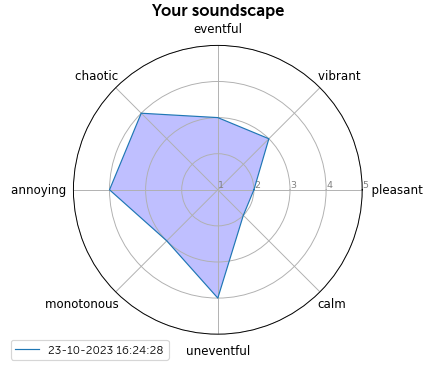 Your soundscape
eventful
chaotic
vibrant
annoying
1 2 3 4 5
pleasant
monotonous
calm
uneventful
23-10-2023 16:24:28